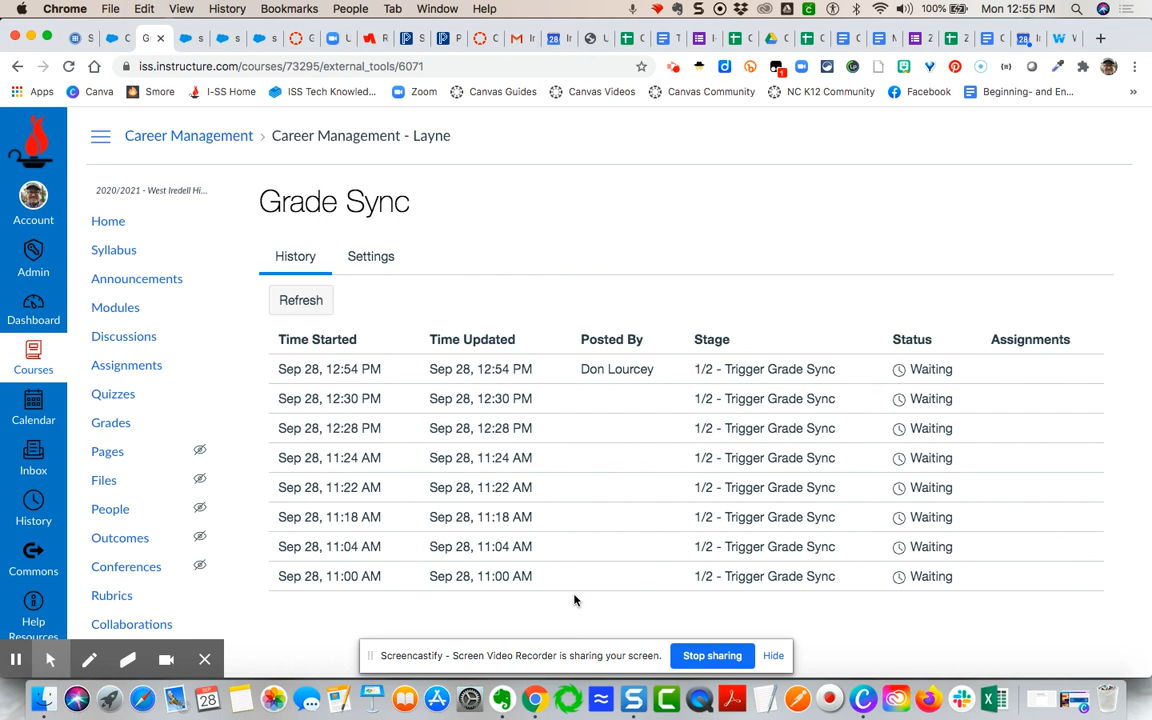 Chrome File Edit View History Bookmarks People Tab Window Help 100% Mon 12:55 PM
iss.instructure.com/courses/73295/external_tools/6071
Apps Canva Smore I-SS Home ISS Tech Knowledg... Zoom Canvas Guides Canvas Videos Canvas Community NC K12 Community Facebook Beginning- and En... »
Career Management › Career Management - Layne
2020/2021 - West Iredell Hi...
Grade Sync
Account
Admin
Dashboard
Courses
Calendar
Inbox
History
Commons
Help
Resources
Home
Syllabus
Announcements
Modules
Discussions
Assignments
Quizzes
Grades
Pages
Files
People
Outcomes
Conferences
Rubrics
Collaborations
History Settings
Refresh
Time Started Time Updated Posted By Stage Status Assignments
Sep 28, 12:54 PM Sep 28, 12:54 PM Don Lourcey 1/2 - Trigger Grade Sync Waiting
Sep 28, 12:30 PM Sep 28, 12:30 PM 1/2 - Trigger Grade Sync Waiting
Sep 28, 12:28 PM Sep 28, 12:28 PM 1/2 - Trigger Grade Sync Waiting
Sep 28, 11:24 AM Sep 28, 11:24 AM 1/2 - Trigger Grade Sync Waiting
Sep 28, 11:22 AM Sep 28, 11:22 AM 1/2 - Trigger Grade Sync Waiting
Sep 28, 11:18 AM Sep 28, 11:18 AM 1/2 - Trigger Grade Sync Waiting
Sep 28, 11:04 AM Sep 28, 11:04 AM 1/2 - Trigger Grade Sync Waiting
Sep 28, 11:00 AM Sep 28, 11:00 AM 1/2 - Trigger Grade Sync Waiting
Screencastify - Screen Video Recorder is sharing your screen. Stop sharing Hide